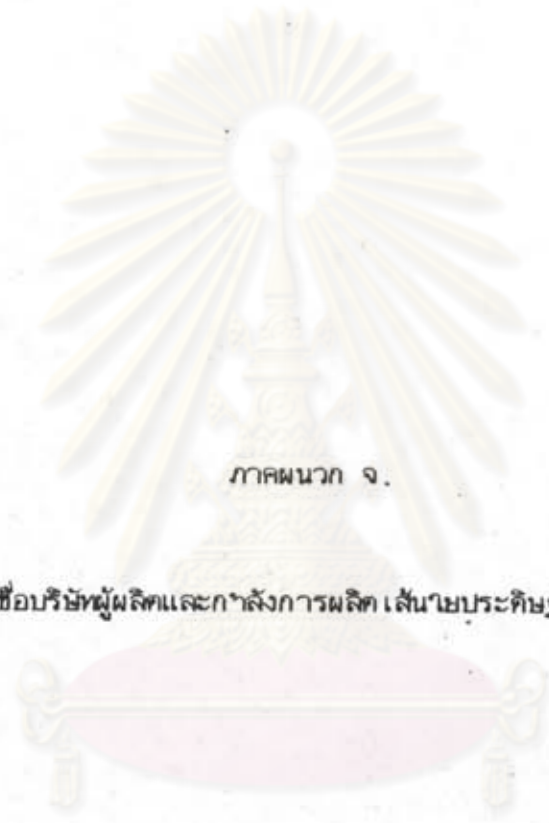 ภาคผนวก จ.
ชื่อบริษัทผู้ผลิตและกำลังการผลิตเส้นใยประดิษฐ